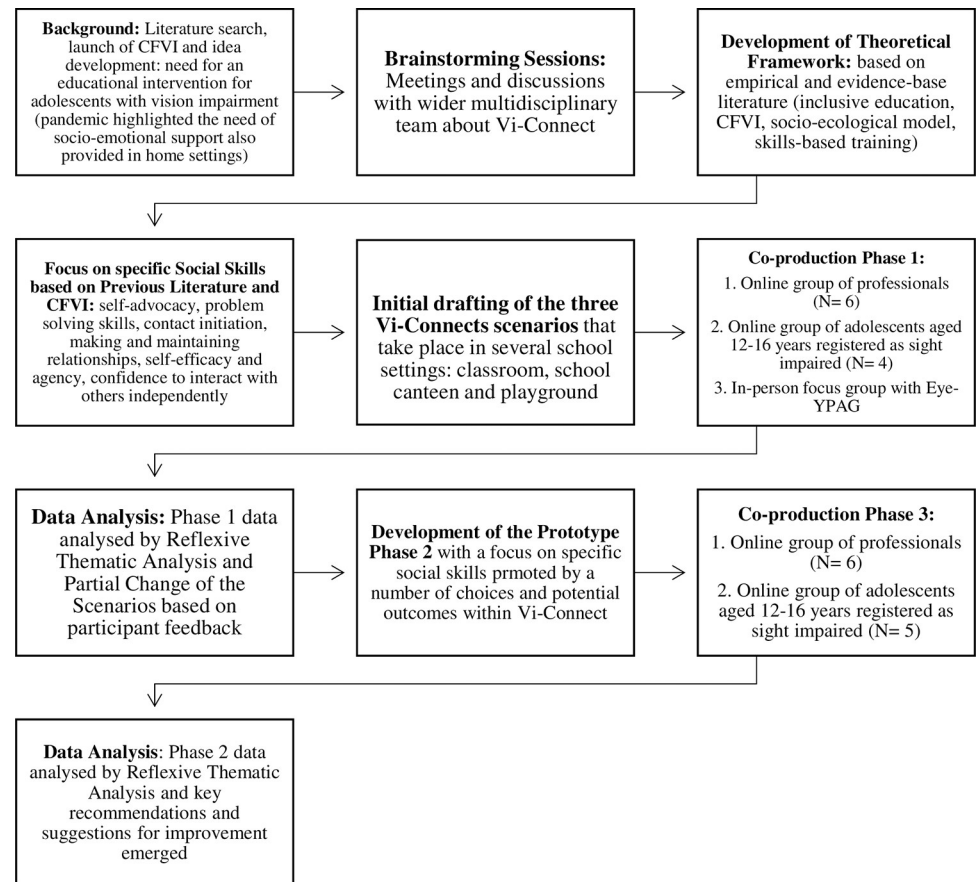 Background: Literature search,
launch of CFVI and idea
development: need for an
educational intervention for
adolescents with vision impairment
(pandemic highlighted the need of
socio-emotional support also
provided in home settings)
Brainstorming Sessions:
Meetings and discussions
with wider multidisciplinary
team about Vi-Connect
Development of Theoretical
Framework: based on
empirical and evidence-base
literature (inclusive education,
CFVI, socio-ecological model,
skills-based training)
Focus on specific Social Skills
based on Previous Literature and
CFVI: self-advocacy, problem
solving skills, contact initiation,
making and maintaining
relationships, self-efficacy and
agency, confidence to interact with
others independently
Initial drafting of the three
Vi-Connects scenarios that
take place in several school
settings: classroom, school
canteen and playground
Co-production Phase 1:
1. Online group of professionals
(N= 6)
2. Online group of adolescents aged
12-16 years registered as sight
impaired (N= 4)
3. In-person focus group with Eye-
YPAG
Data Analysis: Phase 1 data
analysed by Reflexive
Thematic Analysis and
Partial Change of the
Scenarios based on
participant feedback
Development of the Prototype
Phase 2 with a focus on specific
social skills prmoted by a
number of choices and potential
outcomes within Vi-Connect
Co-production Phase 3:
1. Online group of professionals
(N= 6)
2. Online group of adolescents
aged 12-16 years registered as
sight impaired (N= 5)
Data Analysis: Phase 2 data
analysed by Reflexive Thematic
Analysis and key
recommendations and
suggestions for improvement
emerged